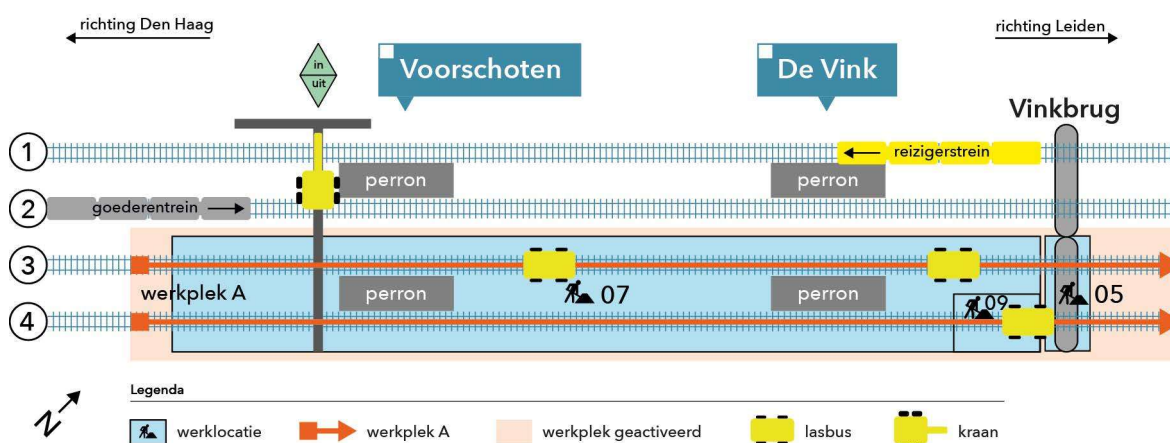 richting Den Haag
richting Leiden
in
uit
Voorschoten
De Vink
Vinkbrug
1
reizigerstrein
perron
perron
2
goederentrein
3
werkplek A
perron
07
perron
09
05
4
Legenda
N
werklocatie
werkplek A
werkplek geactiveerd
lasbus
kraan